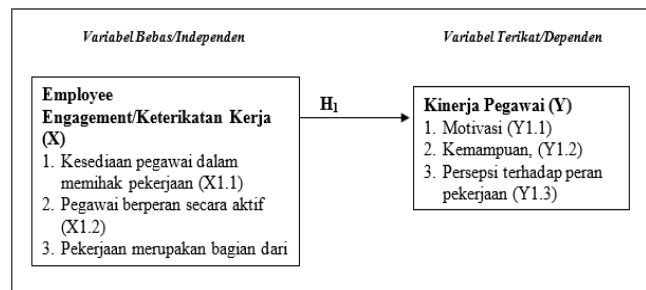 Variabel Bebas/Independen
Variabel Terikat/Dependen
Employee
Engagement/Keterikatan Kerja
(X)
1. Kesediaan pegawai dalam
memihak pekerjaan (X1.1)
2. Pegawai berperan secara aktif
(X1.2)
3. Pekerjaan merupakan bagian dari
H1
Kinerja Pegawai (Y)
1. Motivasi (Y1.1)
2. Kemampuan, (Y1.2)
3. Persepsi terhadap peran
pekerjaan (Y1.3)